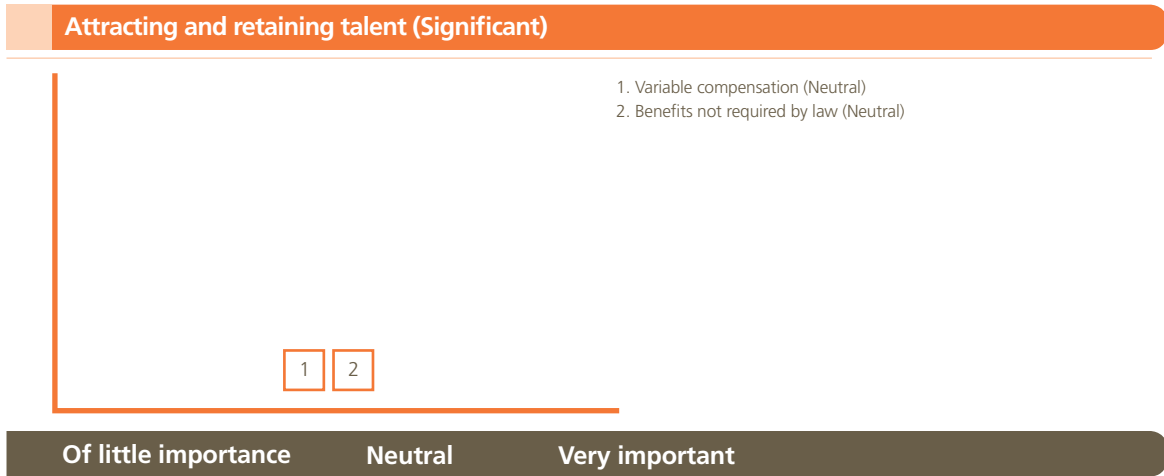 Attracting and retaining talent (Significant)
1. Variable compensation (Neutral)
2. Benefits not required by law (Neutral)
1 2
Of little importance Neutral Very important